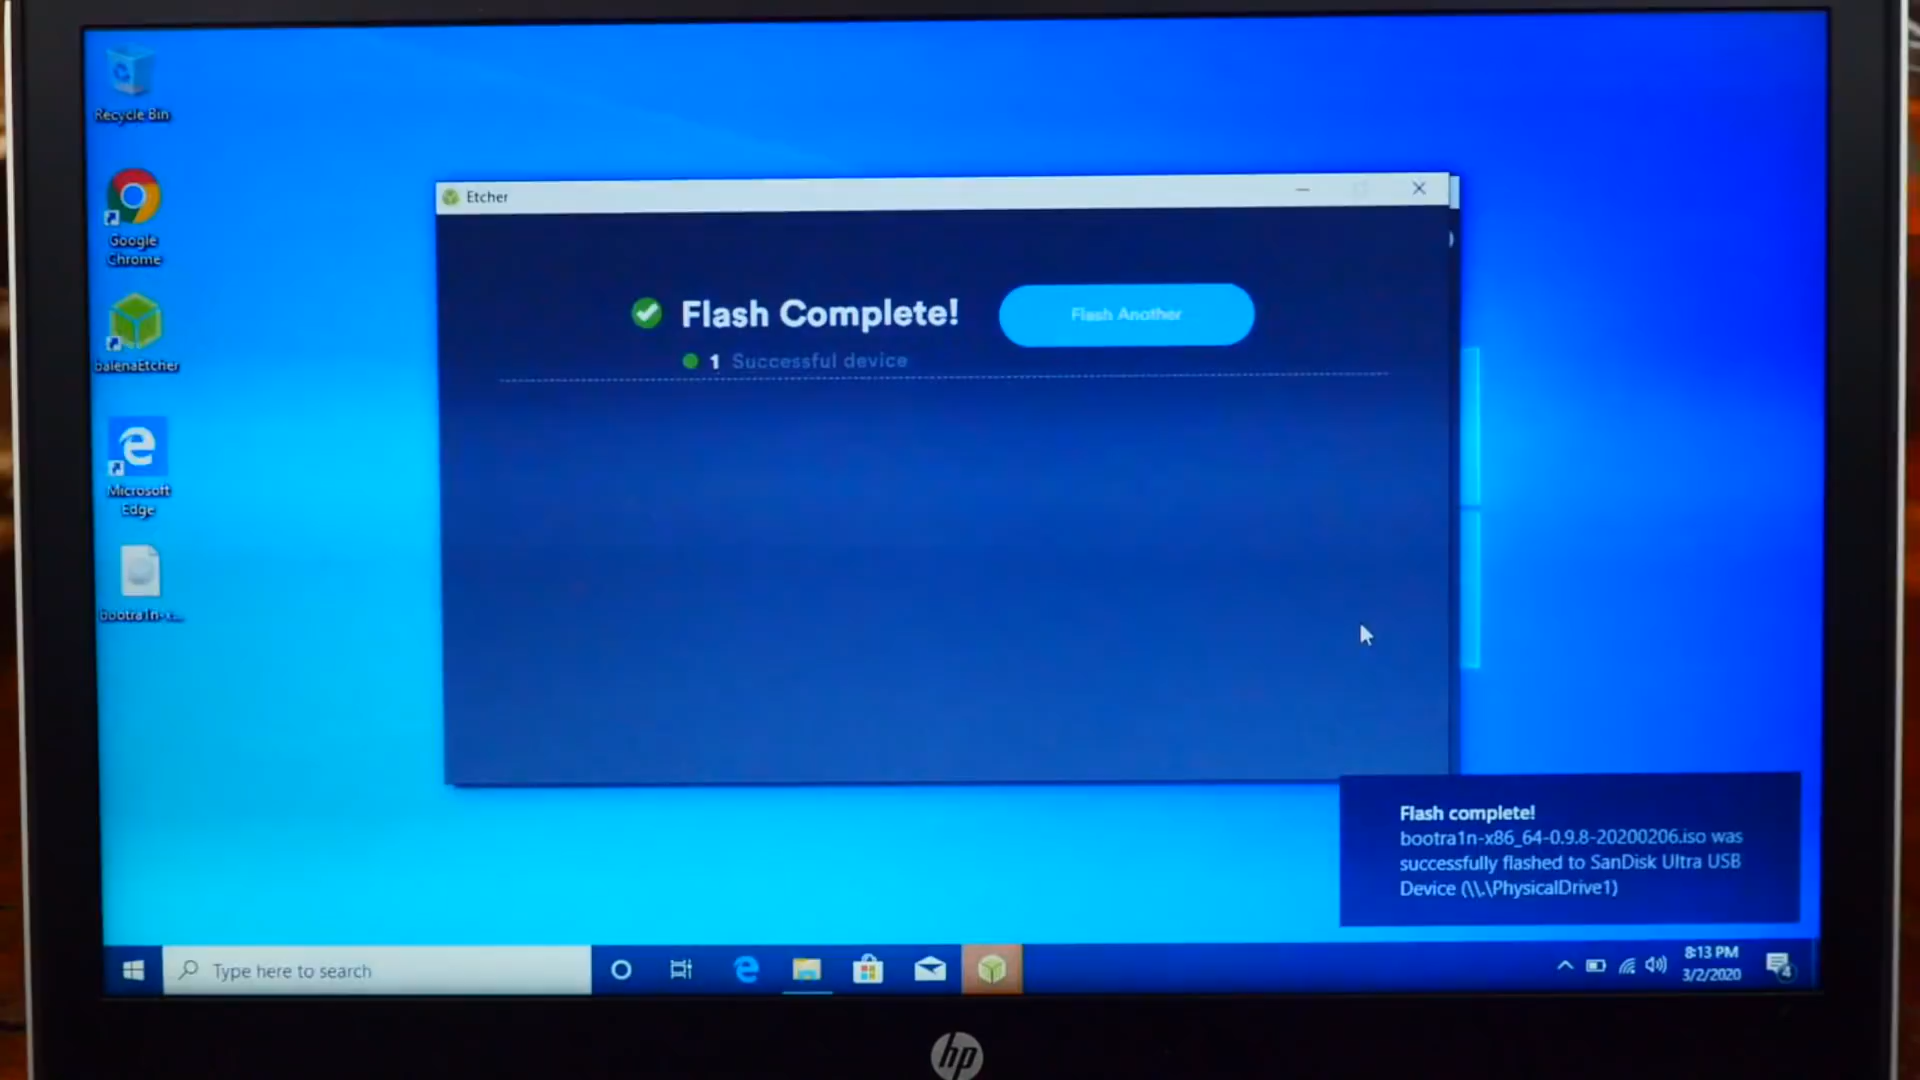 Recycle Bin
Google
Chrome
balenaEtcher
Microsoft
Edge
bootra1n-x...
Etcher
Flash Complete!
Flash Another
1 Successful device
Flash complete!
bootra1n-x86_64-0.9.8-20200206.iso was
successfully flashed to SanDisk Ultra USB
Device (\\.\PhysicalDrive1)
Type here to search
8:13 PM
3/2/2020
4
hp